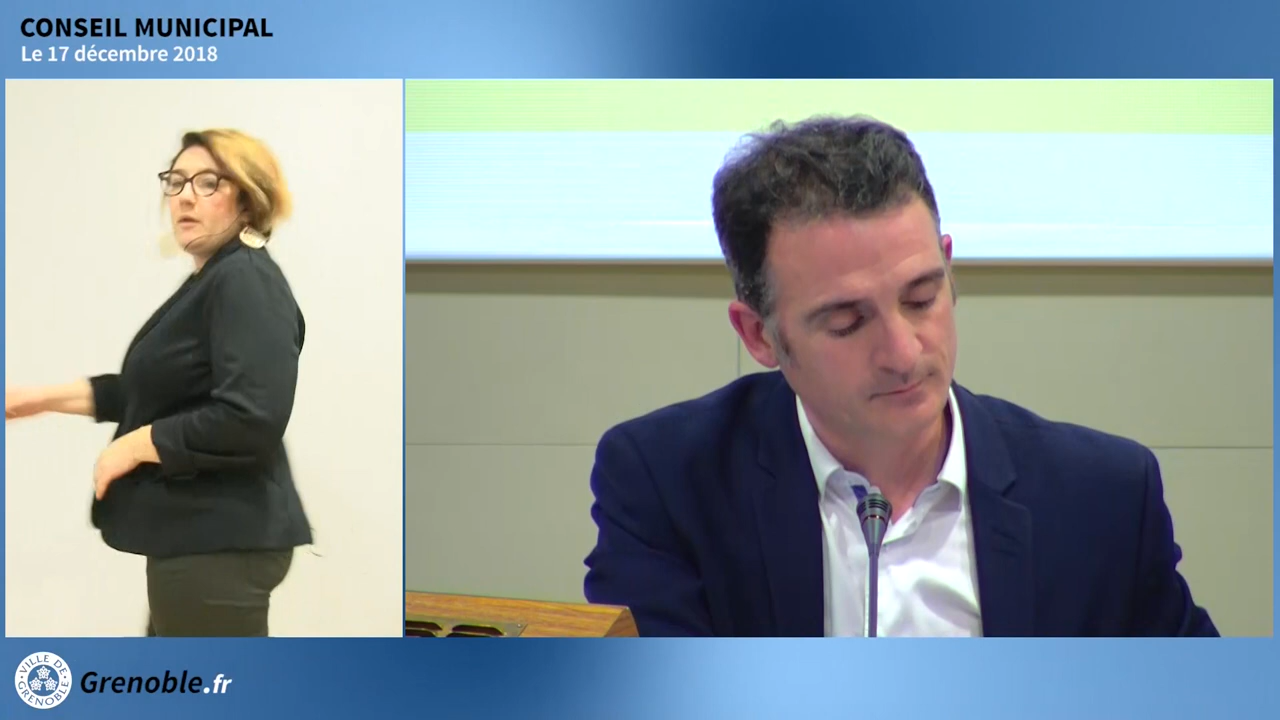 CONSEIL MUNICIPAL
Le 17 décembre 2018
VILLE DE
GRENOBLE
Grenoble.fr